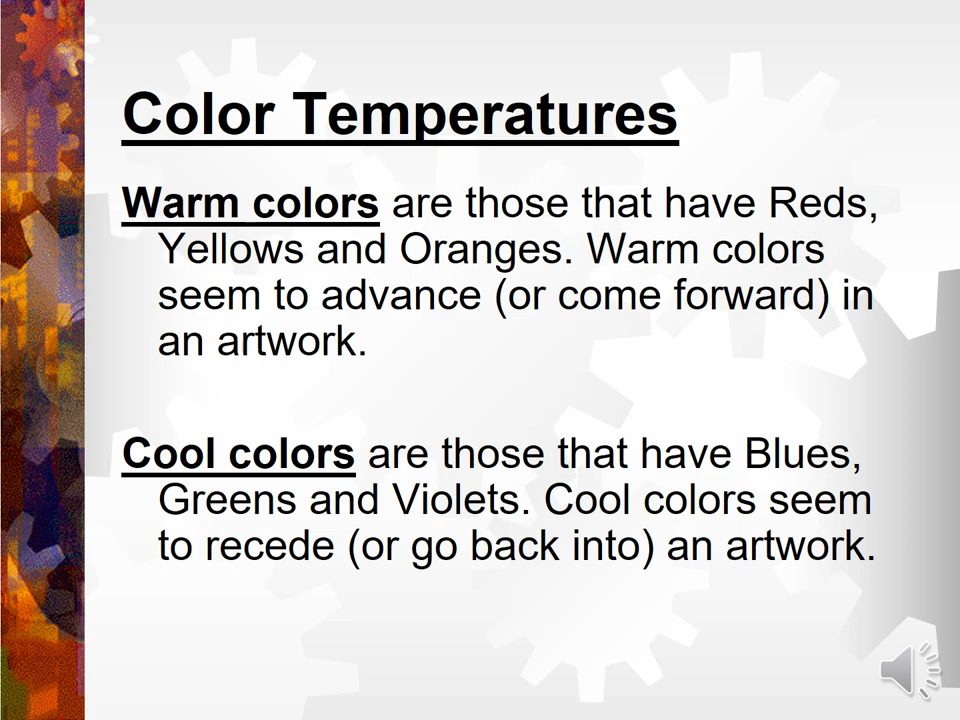 Color Temperatures
Warm colors are those that have Reds,
Yellows and Oranges. Warm colors
seem to advance (or come forward) in
an artwork.
Cool colors are those that have Blues,
Greens and Violets. Cool colors seem
to recede (or go back into) an artwork.